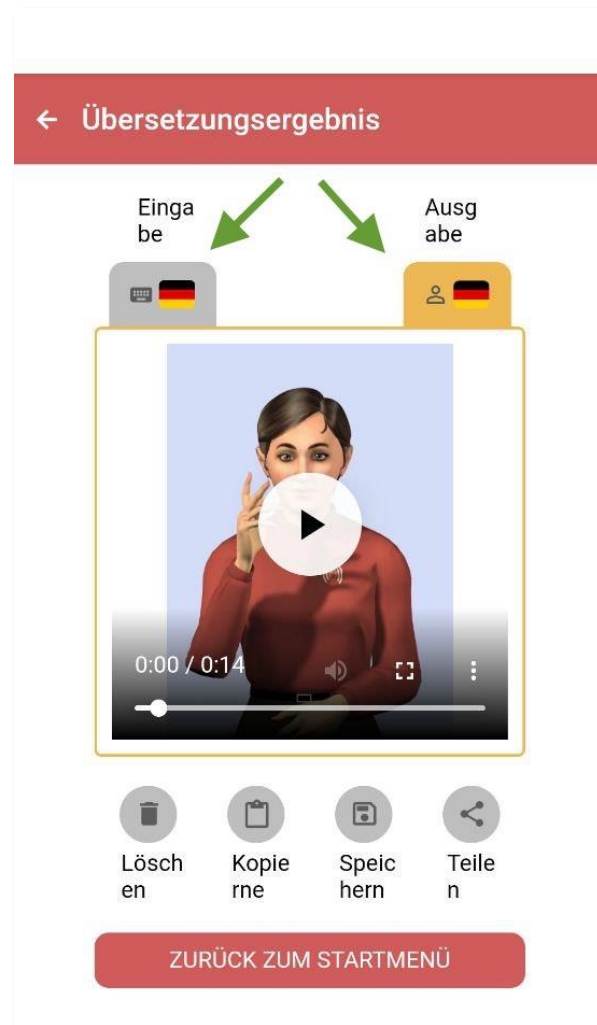 Übersetzungsergebnis
Einga
be
Ausg
abe
0:00 / 0:14
Lösch
en
Kopie
rne
Speic
hern
Teile
n
ZURÜCK ZUM STARTMENÜ